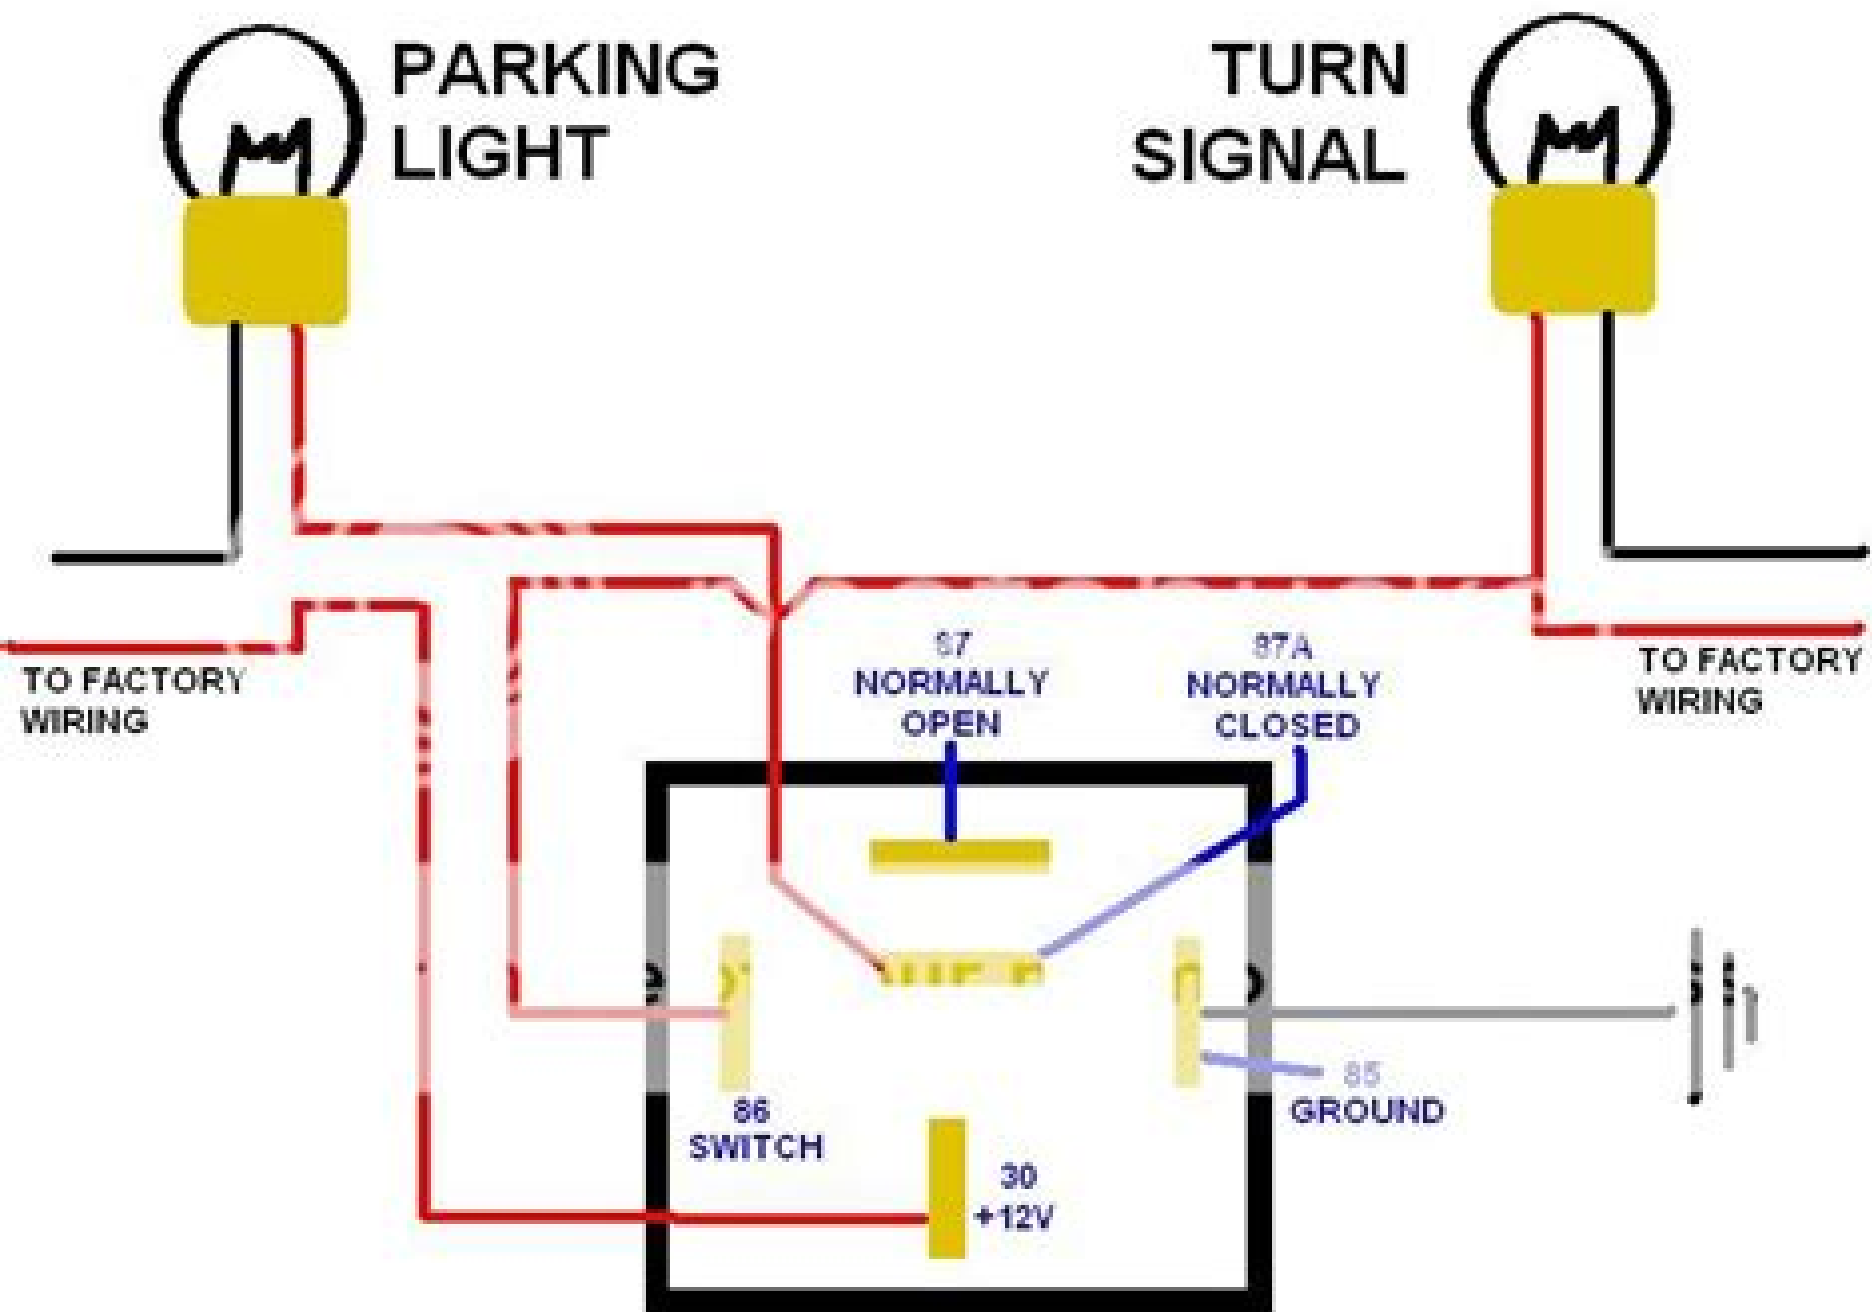 PARKING
LIGHT
TURN
SIGNAL
TO FACTORY
WIRING
TO FACTORY
WIRING
87
NORMALLY
OPEN
87A
NORMALLY
CLOSED
86
SWITCH
85
GROUND
30
+12V